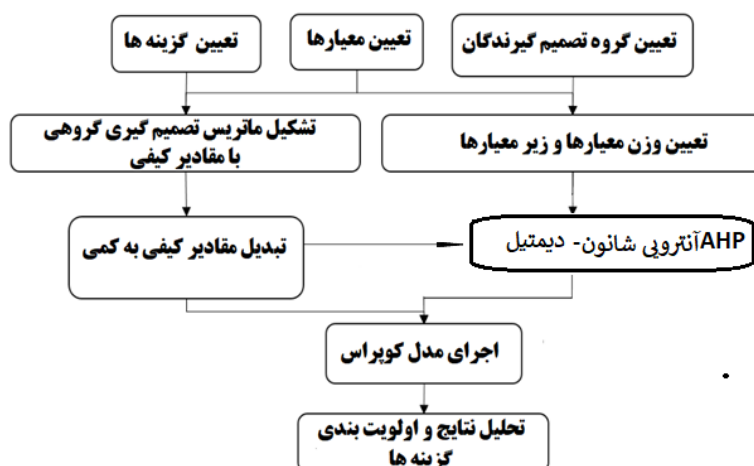 تعیین گروه تصمیم گیرندگان
تعیین معیارها
تعیین گزینه ها
تعیین وزن معیارها و زیر معیارها
تشکیل ماتریس تصمیم گیری گروهی
با مقادیر کیفی
AHPآنتروپی شانون- دیمتیل
تبدیل مقادیر کیفی به کمی
اجرای مدل کوپراس
تحلیل نتایج و اولویت بندی
گزینه ها